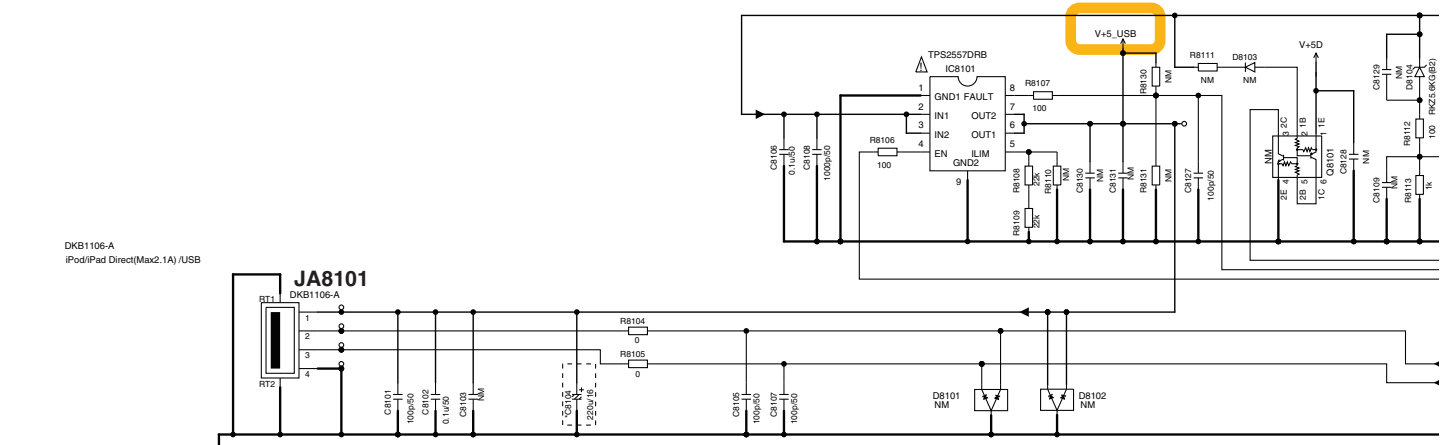 V+5_USB
TPS2557DRB
IC8101
1
GND1
FAULT
8
2
IN1
OUT2
7
3
IN2
OUT1
6
4
EN
ILIM
5
GND2
9
R8107
100
R8106
100
C8106
0.1u/50
C8108
1000p/50
R8108
22k
R8109
22k
R8110
NM
C8130
NM
C8131
NM
R8130
NM
R8131
NM
C8127
100p/50
R8111
NM
D8103
NM
V+5D
3 2C
2 1B
1 1E
NM
Q8101
2E 4
2B 5
1C 6
C8128
NM
C8129
NM
D8104
RKZ5.6KG(B2)
R8112
100
C8109
NM
R8113
1k
DKB1106-A
iPod/iPad Direct(Max2.1A) /USB
JA8101
DKB1106-A
RT1
1
2
3
4
RT2
R8104
0
R8105
0
C8101
100p/50
C8102
0.1u/50
C8103
NM
C8104
+
220u/16
C8105
100p/50
C8107
100p/50
D8101
NM
D8102
NM